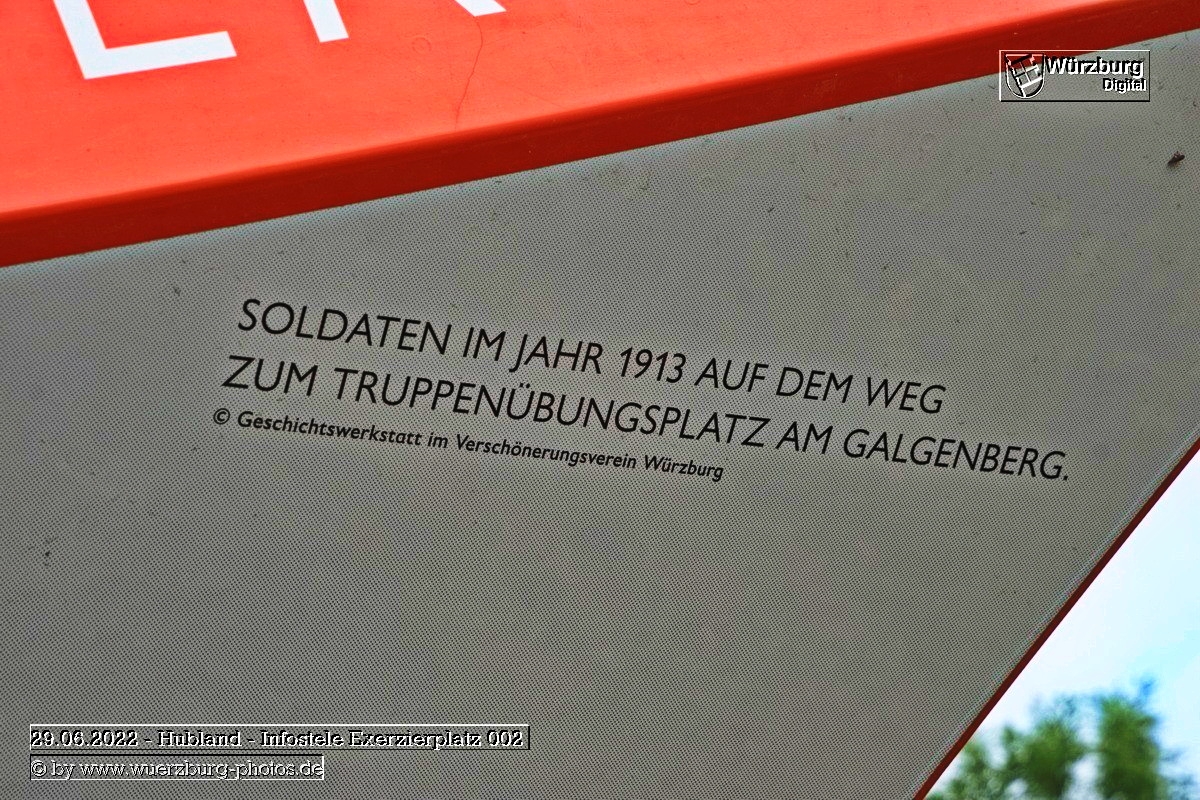 Würzburg
Digital
SOLDATEN IM JAHR 1913 AUF DEM WEG
ZUM TRUPPENÜBUNGSPLATZ AM GALGENBERG.
© Geschichtswerkstatt im Verschönerungsverein Würzburg
29.06.2022 - Hubland - Infostele Exerzierplatz 002
© by www.wuerzburg-photos.de